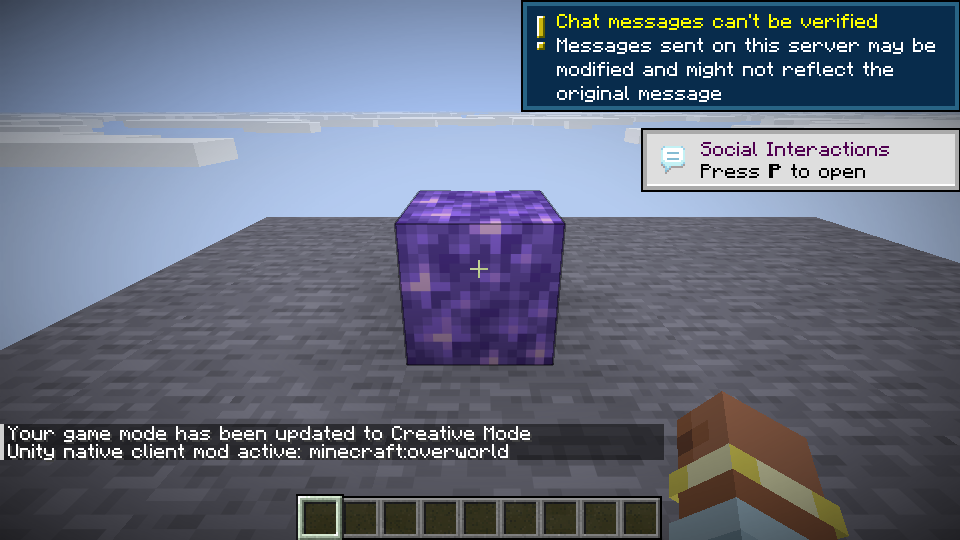 Chat messages can't be verified
Messages sent on this server may be
modified and might not reflect the
original message
Social Interactions
Press P to open
Your game mode has been updated to Creative Mode
Unity native client mod active: minecraft:overworld